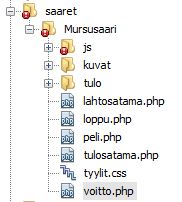 saaret
Mursusaari
js
kuvat
tulo
lahtosatama.php
loppu.php
peli.php
tulosatama.php
tyylit.css
voitto.php